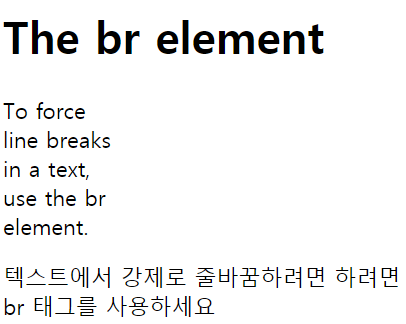 The br element
To force
line breaks
in a text,
use the br
element.
텍스트에서 강제로 줄바꿈하려면 하려면
br 태그를 사용하세요